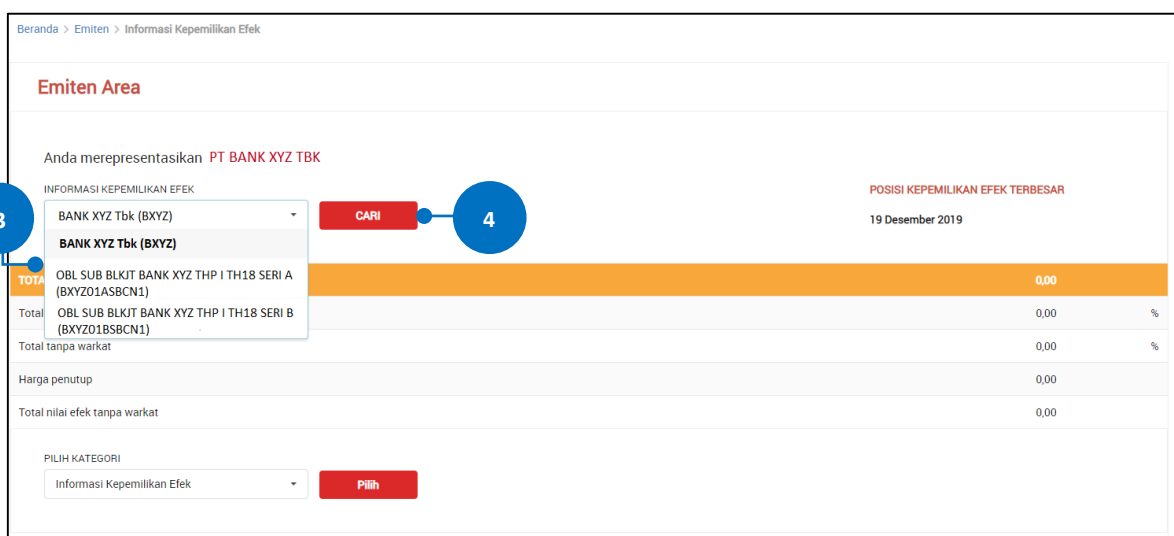 Beranda > Emiten > Informasi Kepemilikan Efek
Emiten Area
Anda merepresentasikan PT BANK XYZ TBK
INFORMASI KEPEMILIKAN EFEK
POSISI KEPEMILIKAN EFEK TERBESAR
3
BANK XYZ Tbk (BXYZ)
CARI
4
19 Desember 2019
BANK XYZ Tbk (BXYZ)
OBL SUB BLKJT BANK XYZ THP I TH18 SERI A
(BXYZ01ASBCN1)
OBL SUB BLKJT BANK XYZ THP I TH18 SERI B
(BXYZ01BSBCN1)
0,00
Total 0,00 %
Total tanpa warkat 0,00 %
Harga penutup 0,00
Total nilai efek tanpa warkat 0,00
PILIH KATEGORI
Informasi Kepemilikan Efek
Pilih